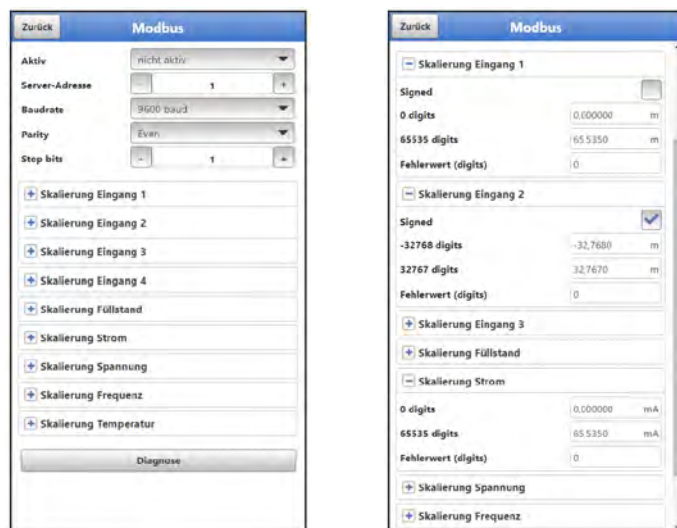 Zurück Modbus
Aktiv nicht aktiv
Server-Adresse - 1 +
Baudrate 9600 baud
Parity Even
Stop bits - 1
+ Skalierung Eingang 1
+ Skalierung Eingang 2
+ Skalierung Eingang 3
+ Skalierung Eingang 4
+ Skalierung Füllstand
+ Skalierung Strom
+ Skalierung Spannung
+ Skalierung Frequenz
+ Skalierung Temperatur
Diagnose
Zurück Modbus
− Skalierung Eingang 1
Signed
0 digits 0,000000 m
65535 digits 65.5350 m
Fehlerwert (digits) 0
− Skalierung Eingang 2
Signed
-32768 digits -32,7680 m
32767 digits 32,7670 m
Fehlerwert (digits) 0
+ Skalierung Eingang 3
+ Skalierung Füllstand
− Skalierung Strom
0 digits 0,000000 mA
65535 digits 65.5350 mA
Fehlerwert (digits) 0
+ Skalierung Spannung
+ Skalierung Frequenz